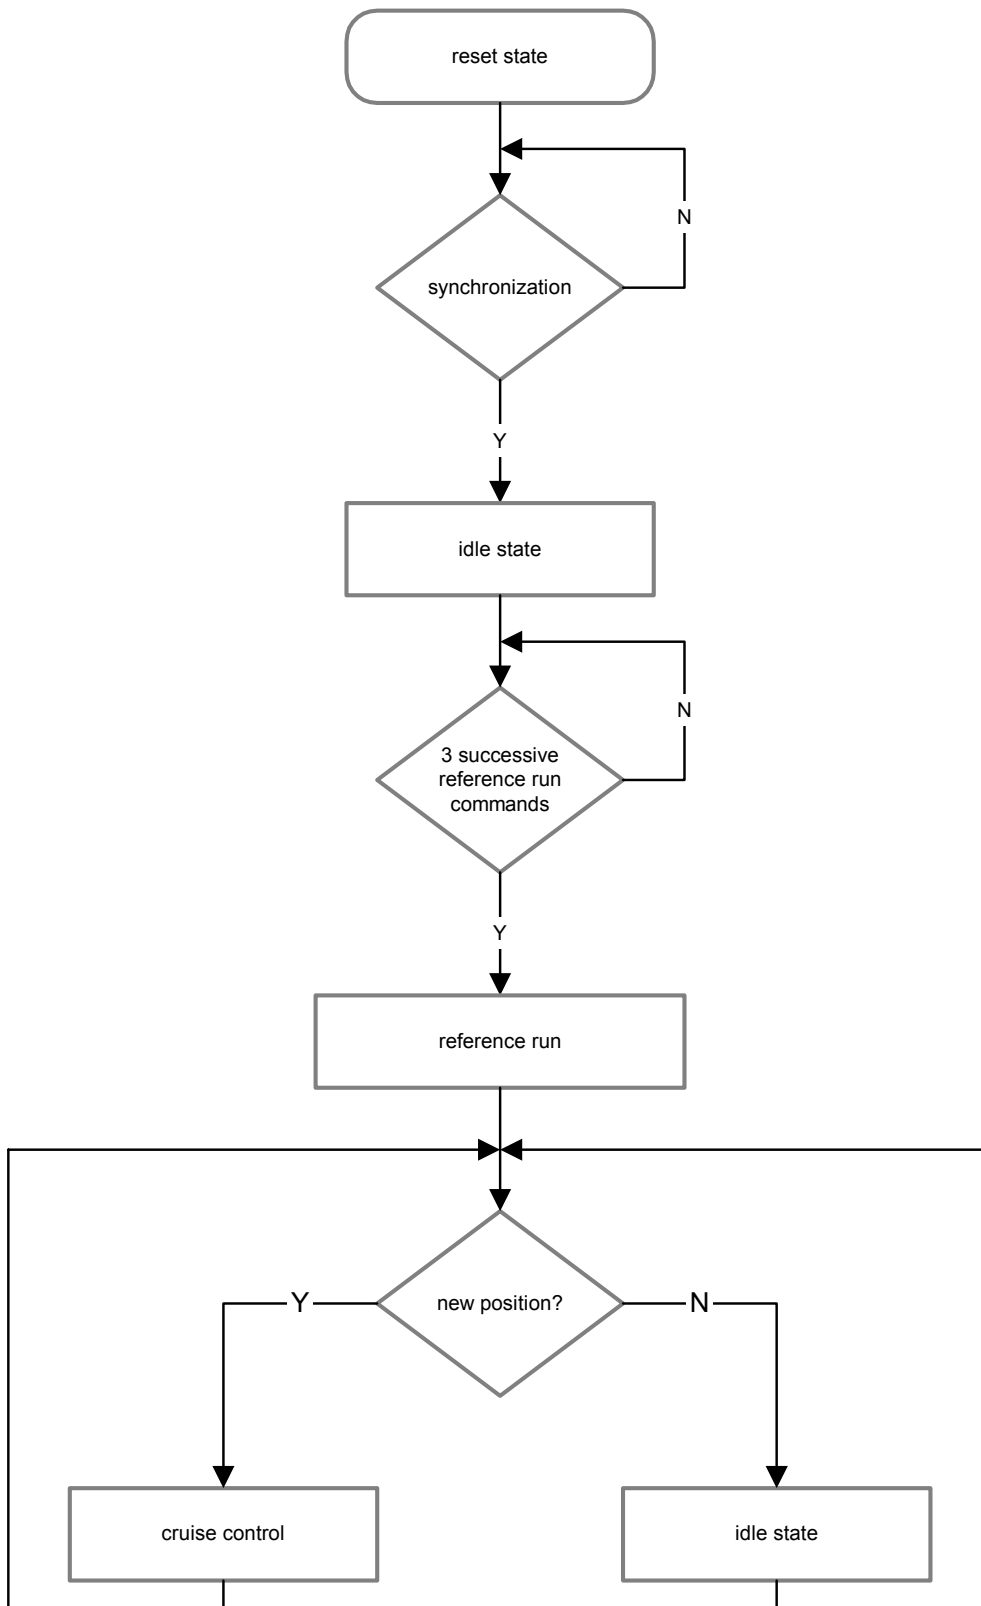 reset state
N
synchronization
Y
idle state
N
3 successive
reference run
commands
Y
reference run
Y
new position?
N
cruise control
idle state